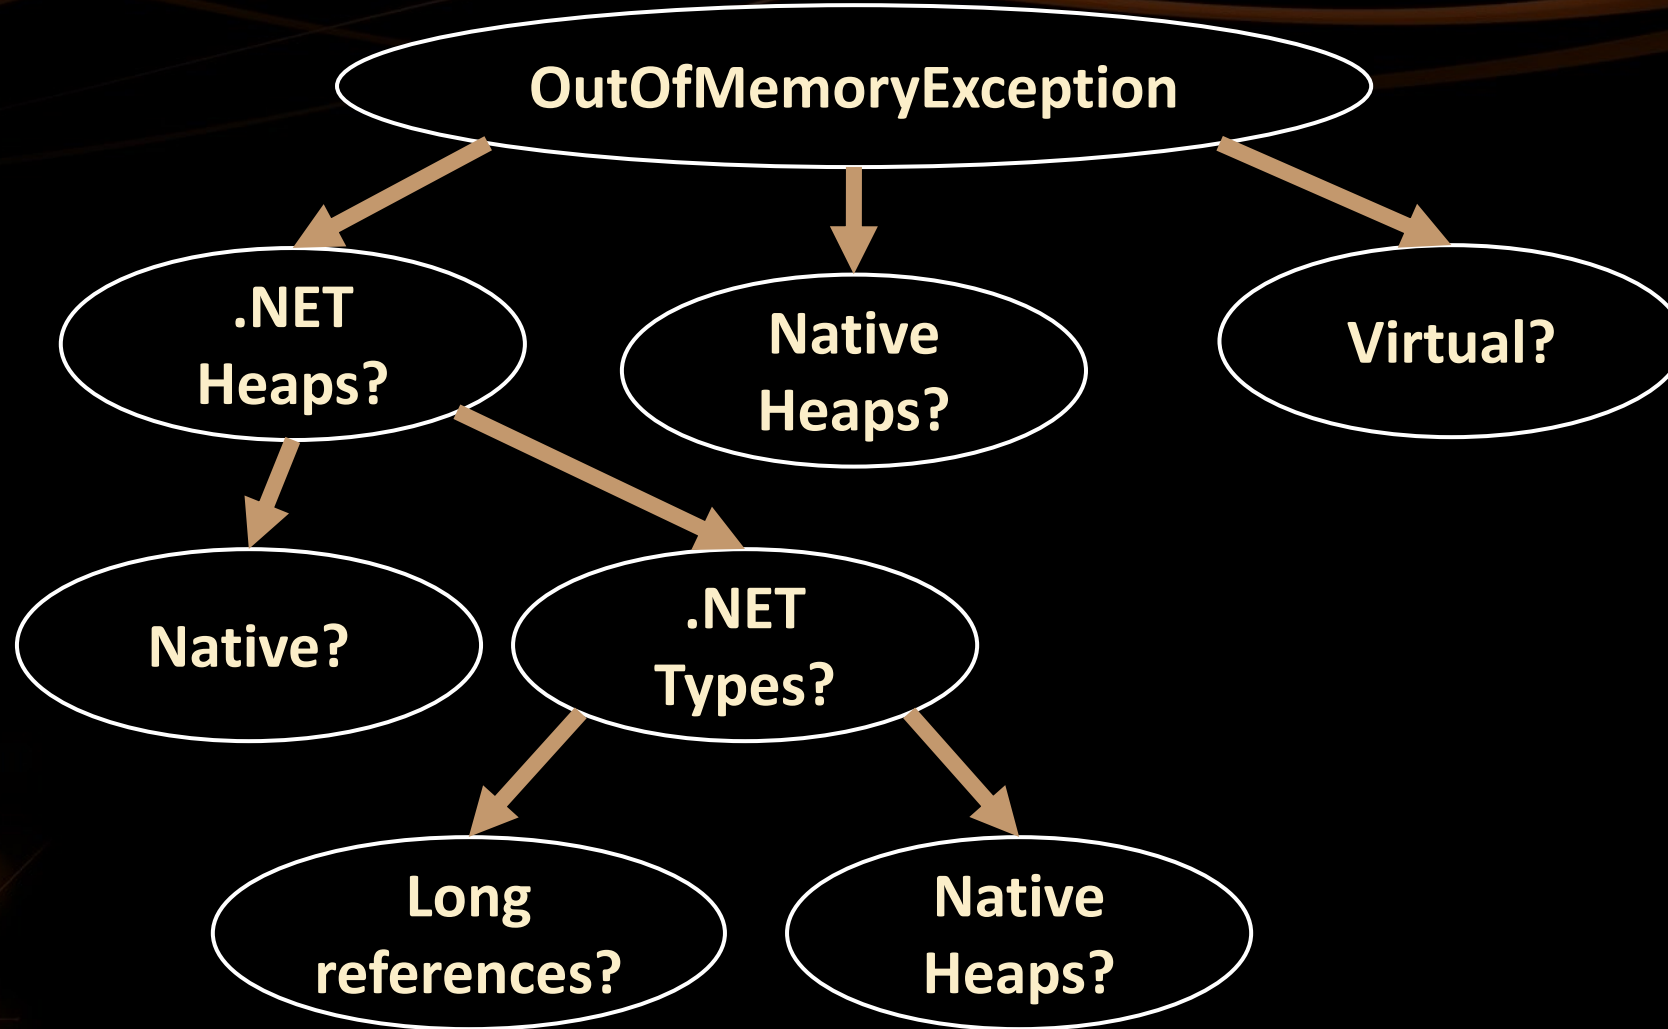 OutOfMemoryException
.NET
Heaps?
Native
Heaps?
Virtual?
Native?
.NET
Types?
Long
references?
Native
Heaps?